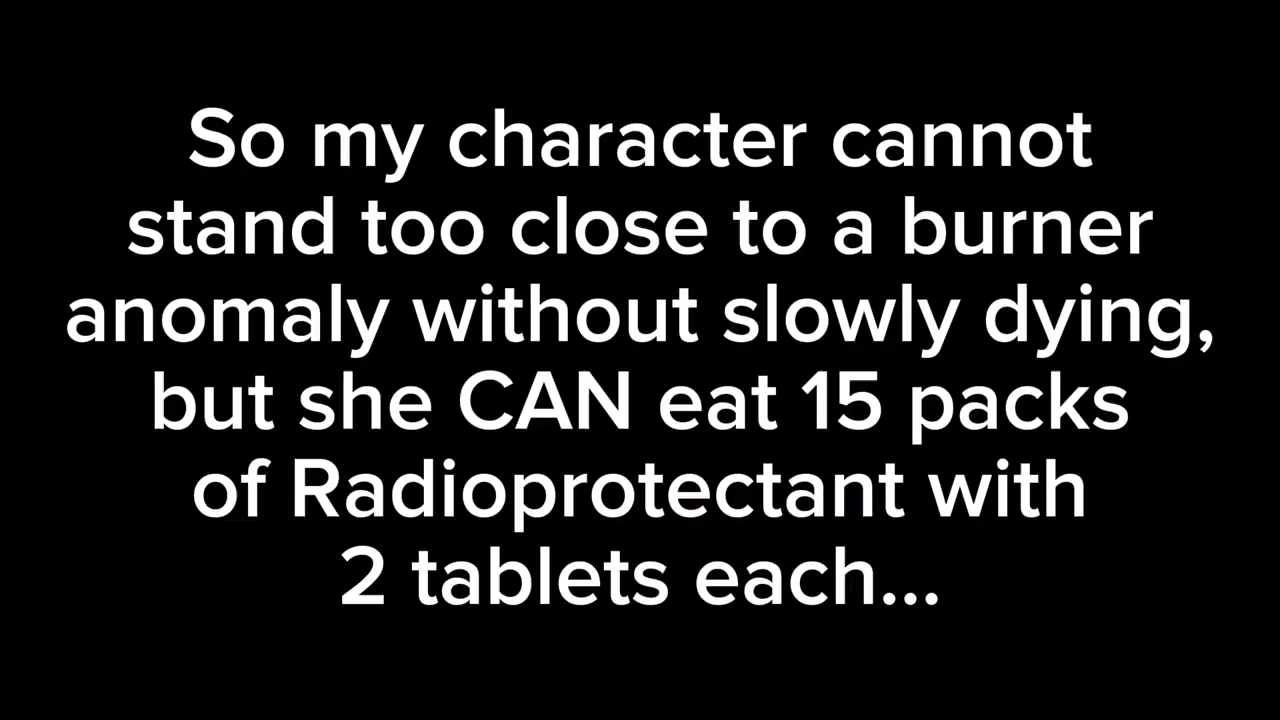 So my character cannot
stand too close to a burner
anomaly without slowly dying,
but she CAN eat 15 packs
of Radioprotectant with
2 tablets each...